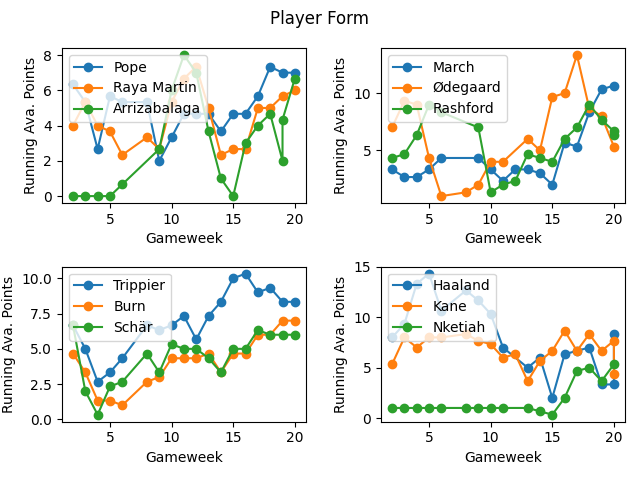 Player Form
Running Ava. Points
8
6
4
2
0
Pope
Raya Martin
Arrizabalaga
5
10
15
20
Gameweek
Running Ava. Points
10
5
March
Ødegaard
Rashford
5
10
15
20
Gameweek
Running Ava. Points
10.0
7.5
5.0
2.5
0.0
Trippier
Burn
Schär
5
10
15
20
Gameweek
Running Ava. Points
15
10
5
0
Haaland
Kane
Nketiah
5
10
15
20
Gameweek